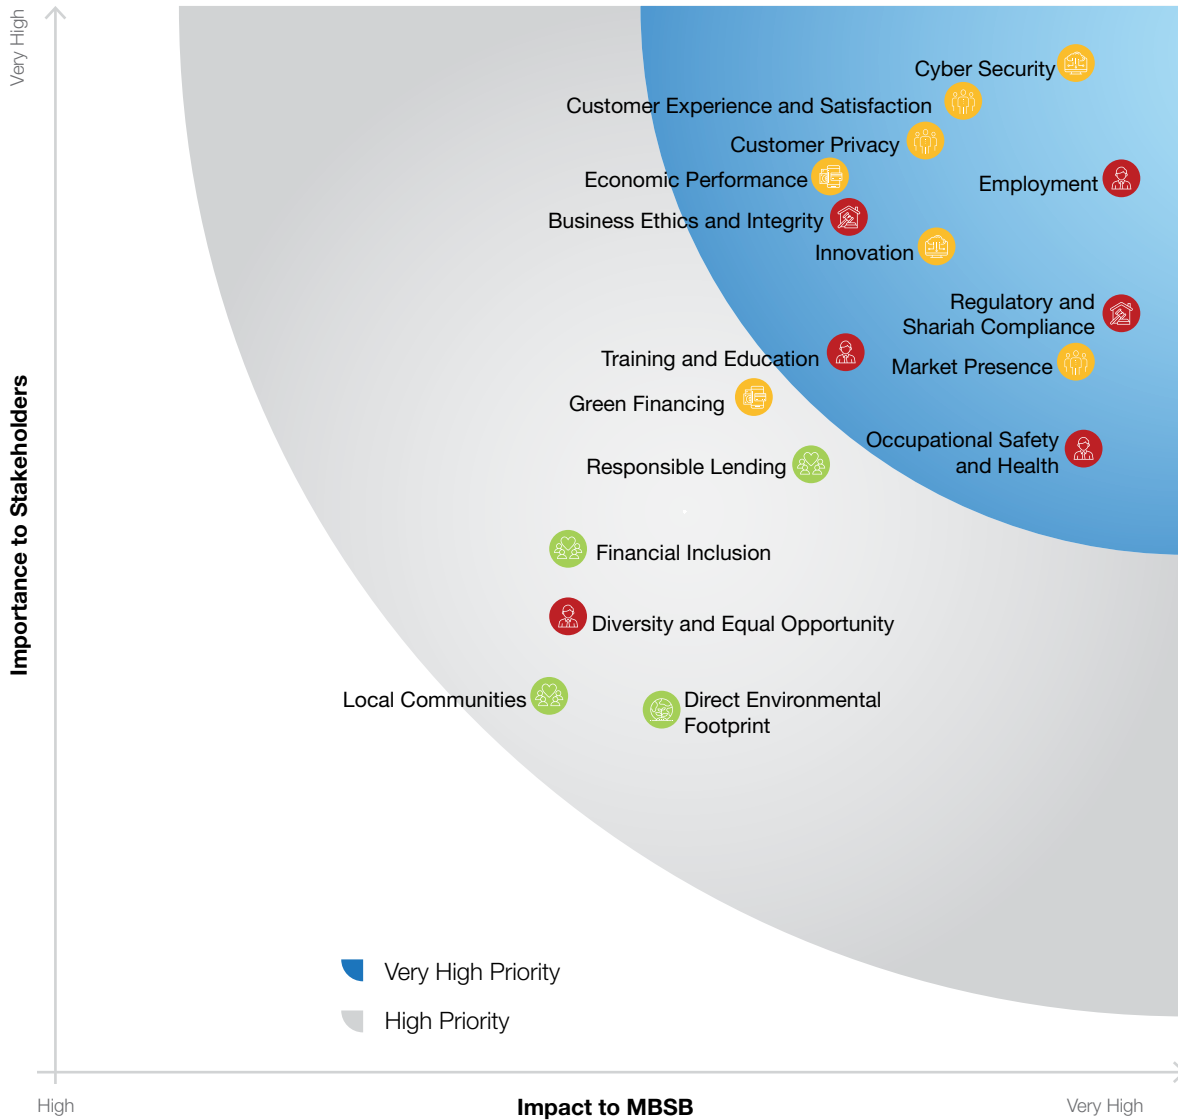 Very High
Importance to Stakeholders
Cyber Security
Customer Experience and Satisfaction
Customer Privacy
Economic Performance
Employment
Business Ethics and Integrity
Innovation
Regulatory and
Shariah Compliance
Training and Education
Market Presence
Green Financing
Occupational Safety
and Health
Responsible Lending
Financial Inclusion
Diversity and Equal Opportunity
Local Communities
Direct Environmental
Footprint
Very High Priority
High Priority
High
Impact to MBSB
Very High